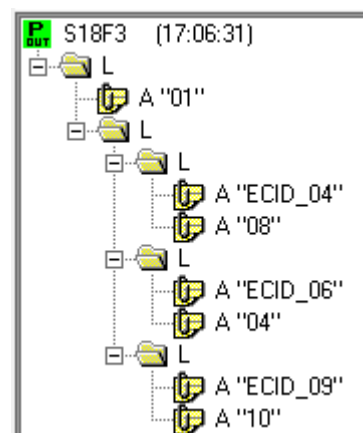 P OUT S18F3 (17:06:31)
L
A "01"
L
L
A "ECID_04"
A "08"
L
A "ECID_06"
A "04"
L
A "ECID_09"
A "10"